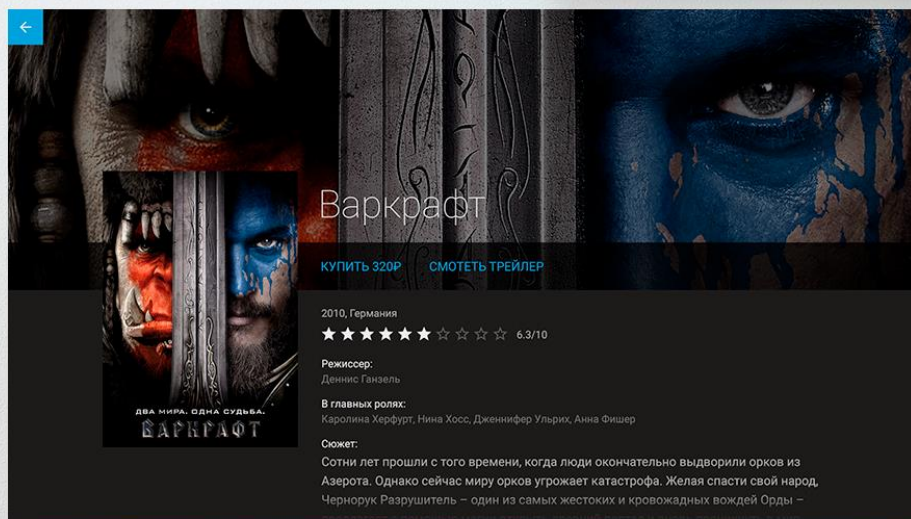 Варкрафт
КУПИТЬ 320₽ СМОТЕТЬ ТРЕЙЛЕР
2010, Германия
6.3/10
Режиссер:
Деннис Ганзель
В главных ролях:
Каролина Херфурт, Нина Хосс, Дженнифер Ульрих, Анна Фишер
Сюжет:
Сотни лет прошли с того времени, когда люди окончательно выдворили орков из
Азерота. Однако сейчас миру орков угрожает катастрофа. Желая спасти свой народ,
Чернорук Разрушитель – один из самых жестоких и кровожадных вождей Орды –
ДВА МИРА. ОДНА СУДЬБА.
ВАРКРАФТ